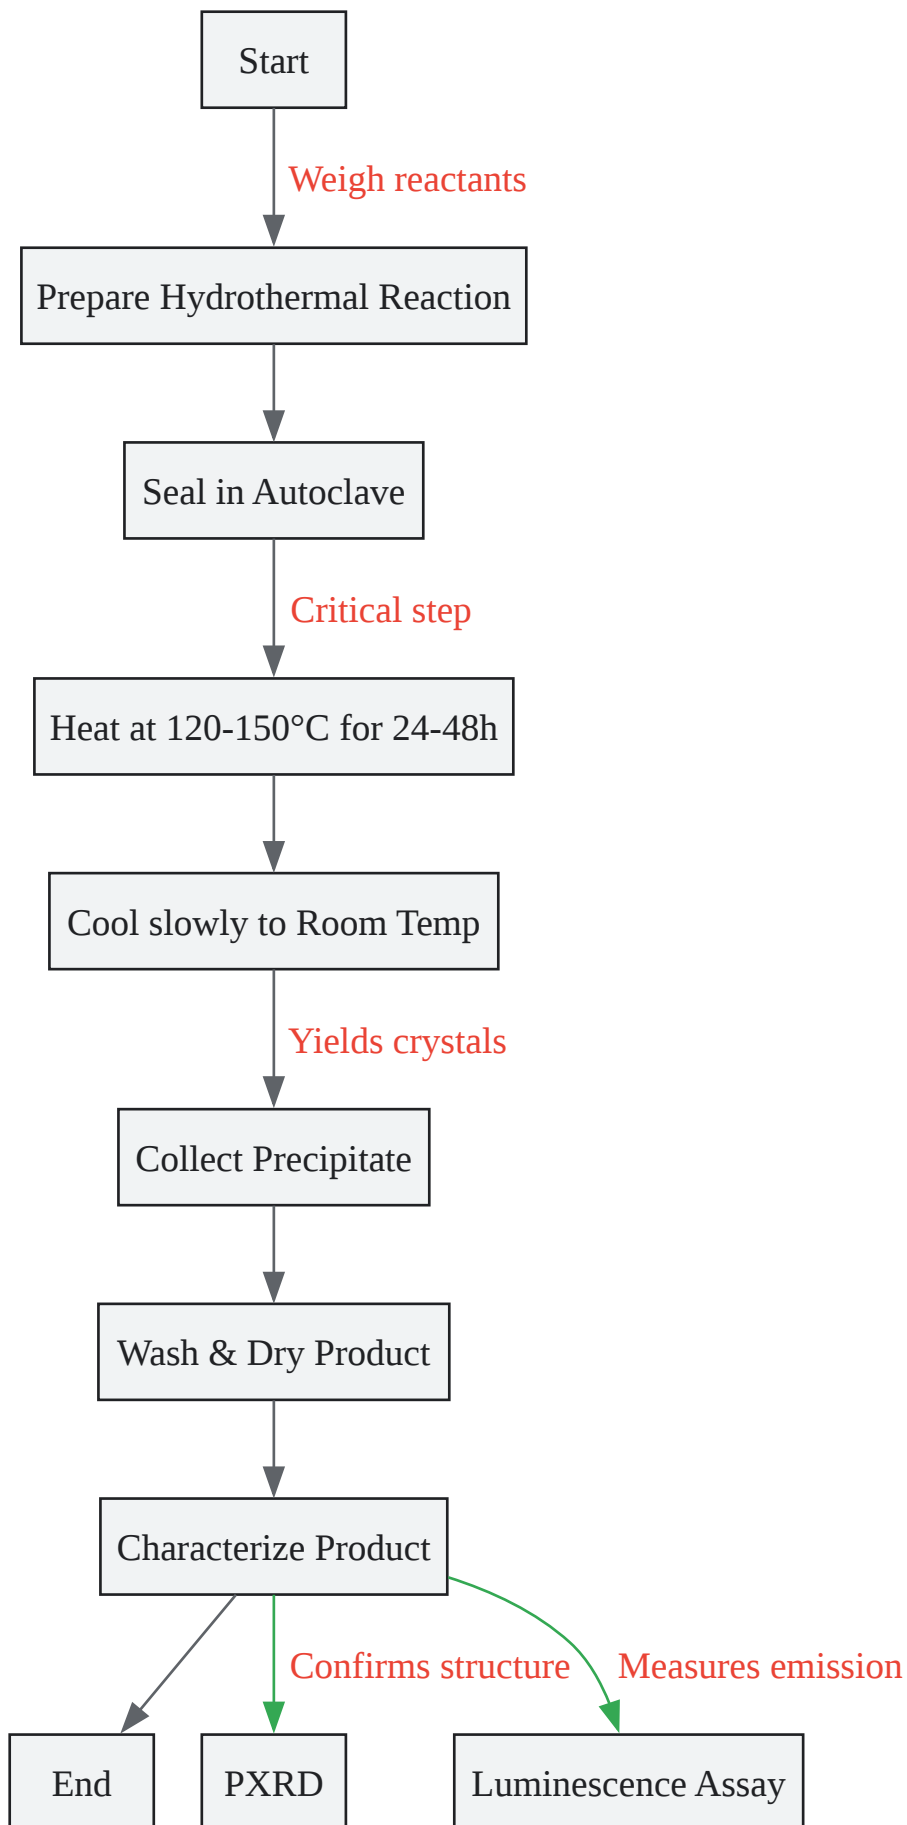 Start
Weigh reactants
Prepare Hydrothermal Reaction
Seal in Autoclave
Critical step
Heat at 120-150°C for 24-48h
Cool slowly to Room Temp
Yields crystals
Collect Precipitate
Wash & Dry Product
Characterize Product
Confirms structure
Measures emission
End
PXRD
Luminescence Assay